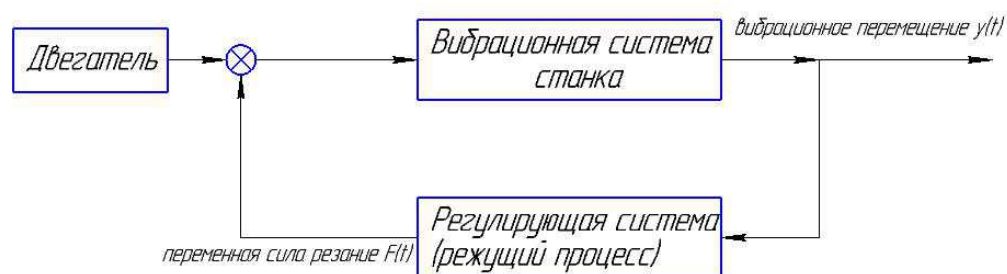 вибрационное перемещение y(t)
Двегатель
Вибрационная система
станка
Регулирующая система
(режущий процесс)
переменная сила резание F(t)